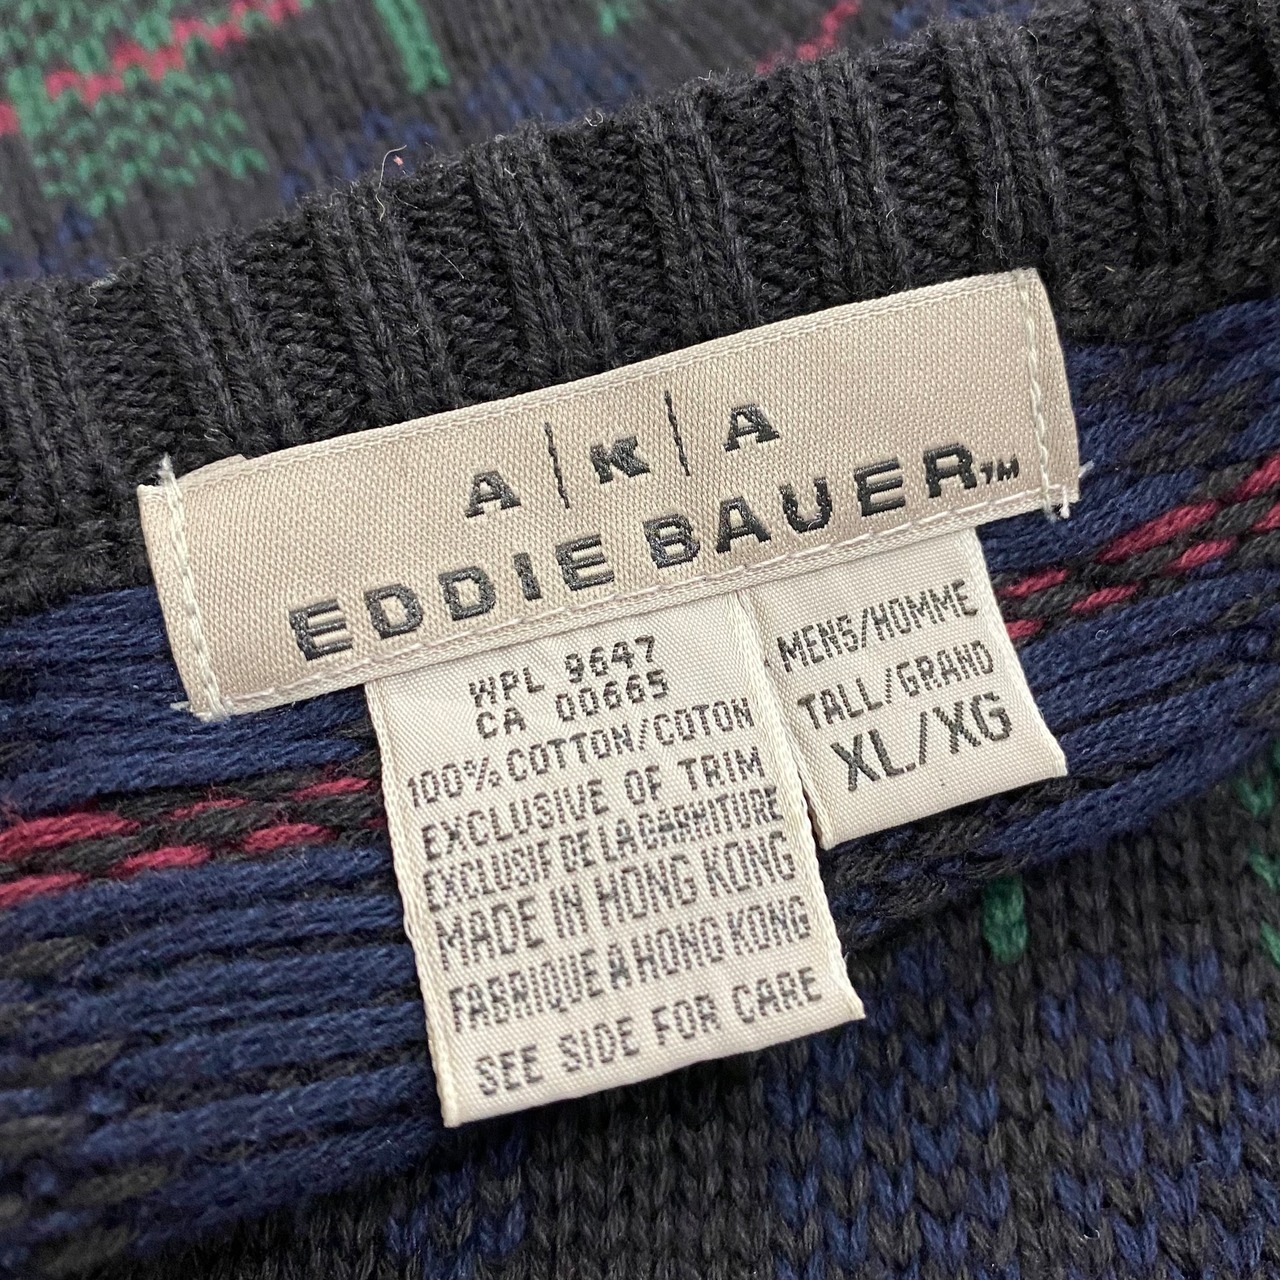 A|K|A
EDDIE BAUER™
WPL 9647
CA 00665
100% COTTON/COTON
EXCLUSIVE OF TRIM
EXCLUSIF DE LA GARNITURE
MADE IN HONG KONG
FABRIQUE A HONG KONG
SEE SIDE FOR CARE
MENS/HOMME
TALL/GRAND
XL/XG